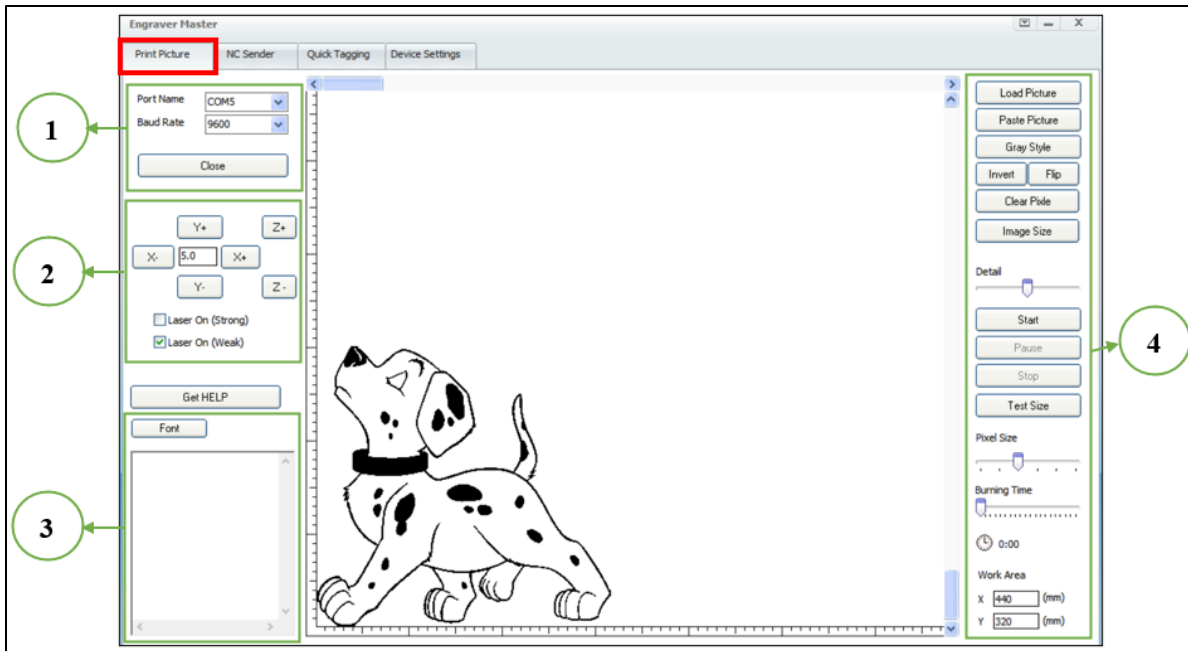 Engraver Master
Print Picture NC Sender Quick Tagging Device Settings
1
Port Name COM5
Baud Rate 9600
Close
2
Y+ Z+
X- 5.0 X+
Y- Z-
Laser On (Strong)
Laser On (Weak)
Get HELP
3
Font
4
Load Picture
Paste Picture
Gray Style
Invert Flip
Clear Pixle
Image Size
Detail
Start
Pause
Stop
Test Size
Pixel Size
Burning Time
0:00
Work Area
X 440 (mm)
Y 320 (mm)